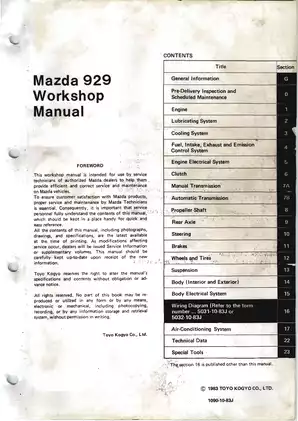 Mazda 929
Workshop
Manual
FOREWORD
This workshop manual is intended for use by service
technicians of authorized Mazda dealers to help them
provide efficient and correct service and maintenance
on Mazda vehicles.
To ensure customer satisfaction with Mazda products,
proper service and maintenance by Mazda Technicians
is essential. Consequently, it is important that service
personnel fully understand the contents of this manual,
which should be kept in a place handy for quick and
easy reference.
All the contents of this manual, including photographs,
drawings, and specifications, are the latest available
at the time of printing. As modifications affecting
service occur, dealers will be issued Service Information
or supplementary volumes. This manual should be
carefully kept up-to-date upon receipt of the new
information.
Toyo Kogyo reserves the right to alter the manual's
specifications and contents without obligation or ad-
vance notice.
All rights reserved. No part of this book may be re-
produced or utilized in any form or by any means,
electronic or mechanical, including photocopying,
recording, or by any information storage and retrieval
system, without permission in writing.
Toyo Kogyo Co., Ltd.
CONTENTS
Title Section
General Information G
Pre-Delivery Inspection and
Scheduled Maintenance 0
Engine 1
Lubricating System 2
Cooling System 3
Fuel, Intake, Exhaust and Emission
Control System 4
Engine Electrical System 5
Clutch 6
Manual Transmission 7A
Automatic Transmission 7B
Propeller Shaft 8
Rear Axle 9
Steering 10
Brakes 11
Wheels and Tires 12
Suspension 13
Body (Interior and Exterior) 14
Body Electrical System 15
Wiring Diagram (Refer to the form
number ... 5031-10-83J or
5032-10-83J 16
Air-Conditioning System 17
Technical Data 22
Special Tools 23
The section 16 is published other than this manual.
© 1983 TOYO KOGYO CO., LTD.
1090-10-83J